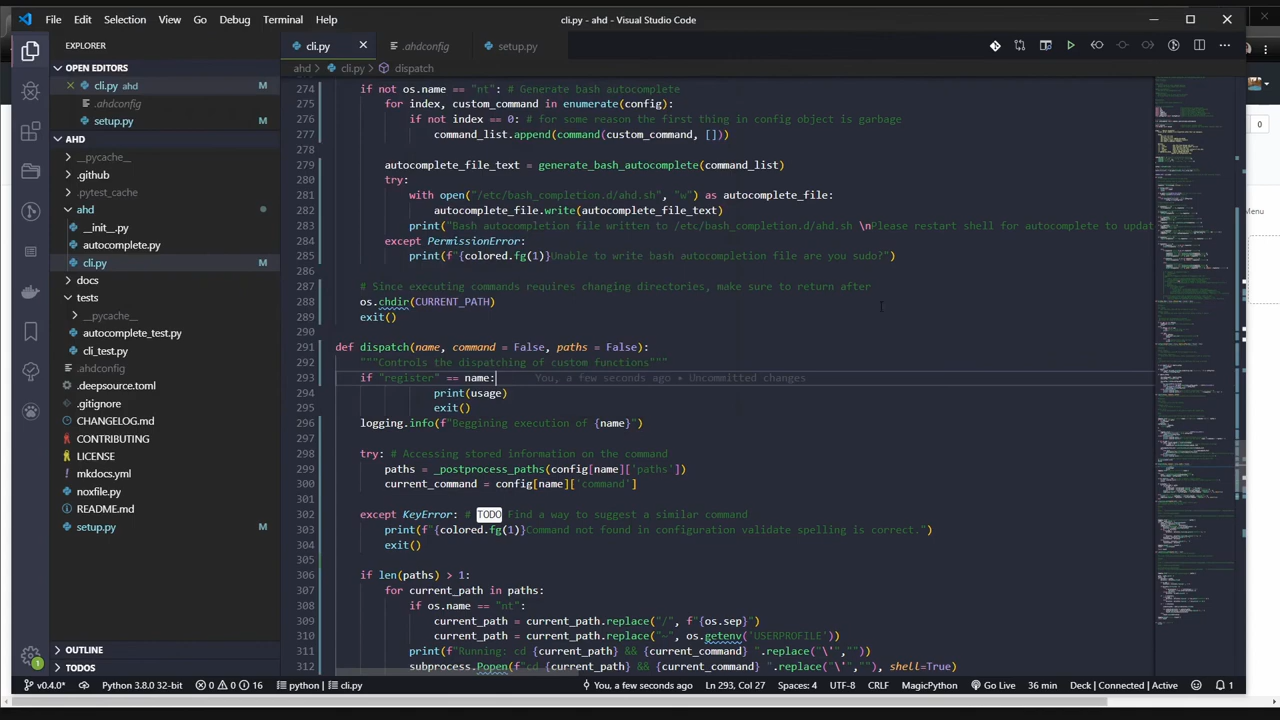 File Edit Selection View Go Debug Terminal Help
cli.py - ahd - Visual Studio Code
EXPLORER
OPEN EDITORS
cli.py ahd M
.ahdconfig
setup.py M
AHD
__pycache__
.github
.pytest_cache
ahd
__init__.py
autocomplete.py
cli.py M
docs
tests
__pycache__
autocomplete_test.py
cli_test.py
.ahdconfig
.deepsource.toml
.gitignore
CHANGELOG.md
CONTRIBUTING
LICENSE
mkdocs.yml
noxfile.py
README.md
setup.py M
OUTLINE
TODOS
1
cli.py .ahdconfig setup.py
ahd > cli.py > dispatch
274 if not os.name == "nt": # Generate bash autocomplete
275 for index, custom_command in enumerate(config):
276 if not index == 0: # for some reason the first thing in config object is garbage
277 command_list.append(command(custom_command, []))
278
279 autocomplete_file_text = generate_bash_autocomplete(command_list)
280 try:
281 with open( etc/bash_completion.d/ahd.sh", "w") as autocomplete_file:
282 autocomplete_file.write(autocomplete_file_text)
283 print( \nPlease restart shell for autocomplete to upda
284 except PermissionError:
285 print(f"{colored.fg(1)}Unable to write bash autocompletion file are you sudo?")
286
287 # Since executing commands requires changing directories, make sure to return after
288 os.chdir(CURRENT_PATH)
289 exit()
290
291 def dispatch(name, command = False, paths = False):
292 """Controls the dispatching of custom functions"""
293 if "register" == name: You, a few seconds ago • Uncommitted changes
294 print(usage)
295 exit()
296 logging.info(f"Beginning execution of {name}")
297
298 try: # Accessing stored information on the command
299 paths = _postprocess_paths(config[name]['paths'])
300 current_command = config[name]['command']
301
302 except KeyError: # TODO Find a way to suggest a similar command
303 print(f"{colored.fg(1)}Command not found in configuration validate spelling is correct.")
304 exit()
305
306 if len(paths) > 1:
307 for current_path in paths:
308 if os.name == "nt":
309 current_path = current_path.replace("/", f"{os.sep}")
310 current_path = current_path.replace("~", os.getenv('USERPROFILE'))
311 print(f"Running: cd {current_path} && {current_command} ".replace("\'",""))
312 subprocess.Popen(f"cd {current_path} && {current_command} ".replace("\'",""), shell=True)
0
Menu
v0.4.0* Python 3.8.0 32-bit 0 0 16 python | cli.py You, a few seconds ago Ln 293, Col 27 Spaces: 4 UTF-8 CRLF MagicPython Go Live 36 min Deck | Connected | Active 1